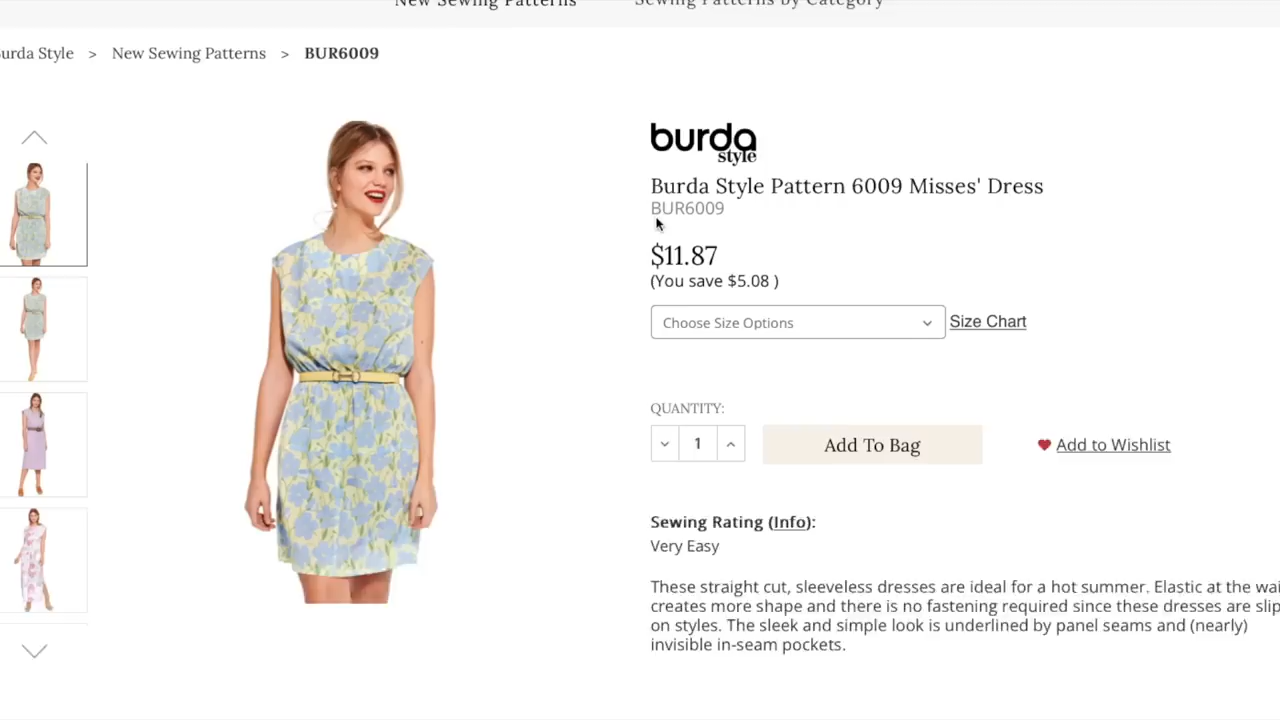 New Sewing Patterns Sewing Patterns by Category
urda Style > New Sewing Patterns > BUR6009
burda
style
Burda Style Pattern 6009 Misses' Dress
BUR6009
$11.87
(You save $5.08 )
Choose Size Options Size Chart
QUANTITY:
1 Add To Bag Add to Wishlist
Sewing Rating (Info):
Very Easy
These straight cut, sleeveless dresses are ideal for a hot summer. Elastic at the wai
creates more shape and there is no fastening required since these dresses are slip
on styles. The sleek and simple look is underlined by panel seams and (nearly)
invisible in-seam pockets.